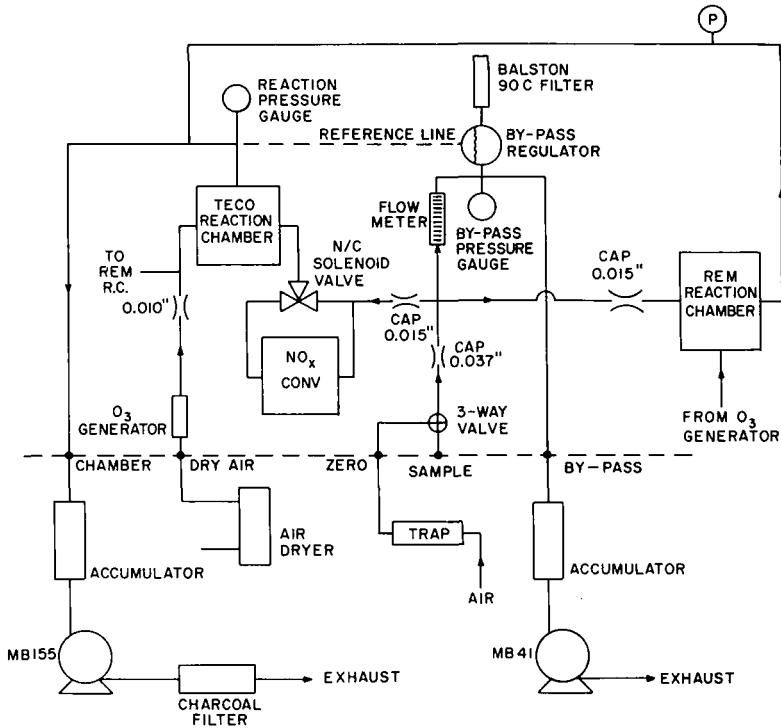 P
REACTION
PRESSURE
GAUGE
BALSTON
90 C FILTER
REFERENCE LINE
BY-PASS
REGULATOR
TECO
REACTION
CHAMBER
FLOW
METER
BY-PASS
PRESSURE
GAUGE
TO
REM
R.C.
N/C
SOLENOID
VALVE
CAP
0.015"
REM
REACTION
CHAMBER
0.010"
CAP
0.015"
NOx
CONV
CAP
0.037"
O3
GENERATOR
3-WAY
VALVE
FROM O3
GENERATOR
CHAMBER
DRY AIR
ZERO
SAMPLE
BY-PASS
AIR
DRYER
TRAP
ACCUMULATOR
AIR
ACCUMULATOR
MB155
MB41
EXHAUST
EXHAUST
CHARCOAL
FILTER